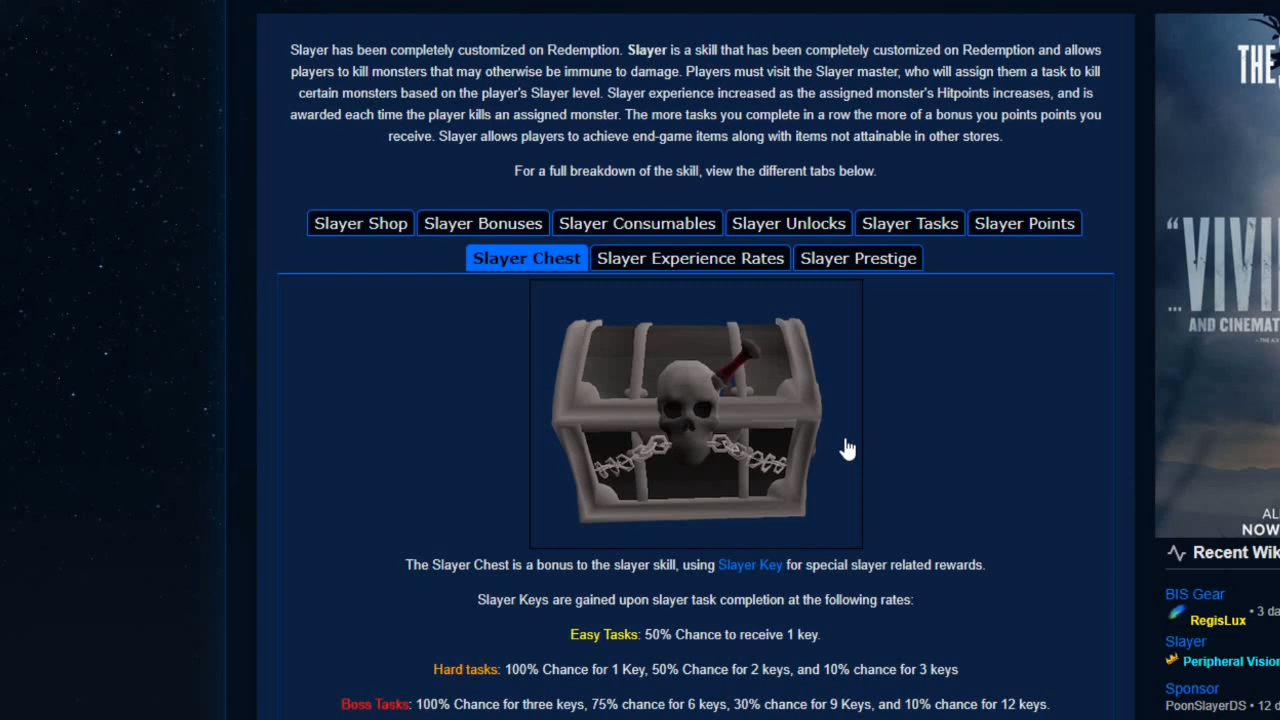 Slayer has been completely customized on Redemption. Slayer is a skill that has been completely customized on Redemption and allows
players to kill monsters that may otherwise be immune to damage. Players must visit the Slayer master, who will assign them a task to kill
certain monsters based on the player's Slayer level. Slayer experience increased as the assigned monster's Hitpoints increases, and is
awarded each time the player kills an assigned monster. The more tasks you complete in a row the more of a bonus you points points you
receive. Slayer allows players to achieve end-game items along with items not attainable in other stores.
For a full breakdown of the skill, view the different tabs below.
Slayer Shop Slayer Bonuses Slayer Consumables Slayer Unlocks Slayer Tasks Slayer Points
Slayer Chest Slayer Experience Rates Slayer Prestige
The Slayer Chest is a bonus to the slayer skill, using Slayer Key for special slayer related rewards.
Slayer Keys are gained upon slayer task completion at the following rates:
Easy Tasks: 50% Chance to receive 1 key.
Hard tasks: 100% Chance for 1 Key, 50% Chance for 2 keys, and 10% chance for 3 keys
Boss Tasks: 100% Chance for three keys, 75% chance for 6 keys, 30% chance for 9 Keys, and 10% chance for 12 keys.
THE
"VIVI
...AND CINEMAT
AL
NOW
Recent Wik
BIS Gear
RegisLux • 3 da
Slayer
Peripheral Vision
Sponsor
PoonSlayerDS • 12 d